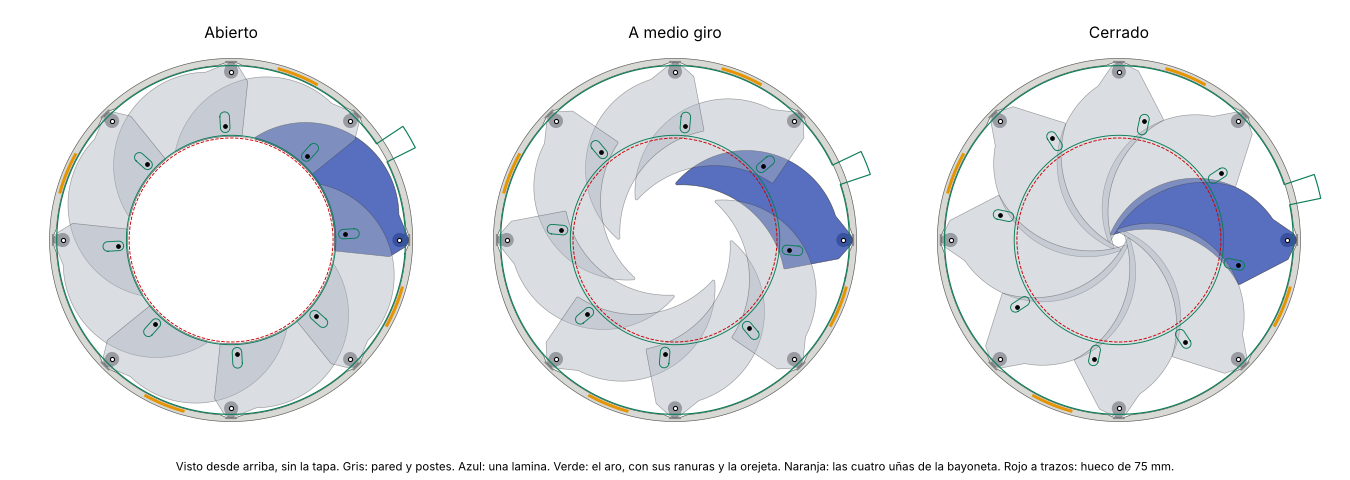 Abierto
A medio giro
Cerrado
Visto desde arriba, sin la tapa. Gris: pared y postes. Azul: una lamina. Verde: el aro, con sus ranuras y la orejeta. Naranja: las cuatro uñas de la bayoneta. Rojo a trazos: hueco de 75 mm.